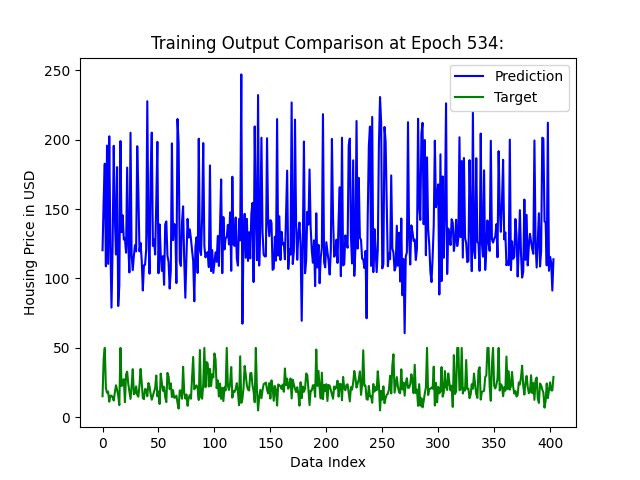 Training Output Comparison at Epoch 534:
Prediction
Target
Housing Price in USD
250
200
150
100
50
0
0 50 100 150 200 250 300 350 400
Data Index